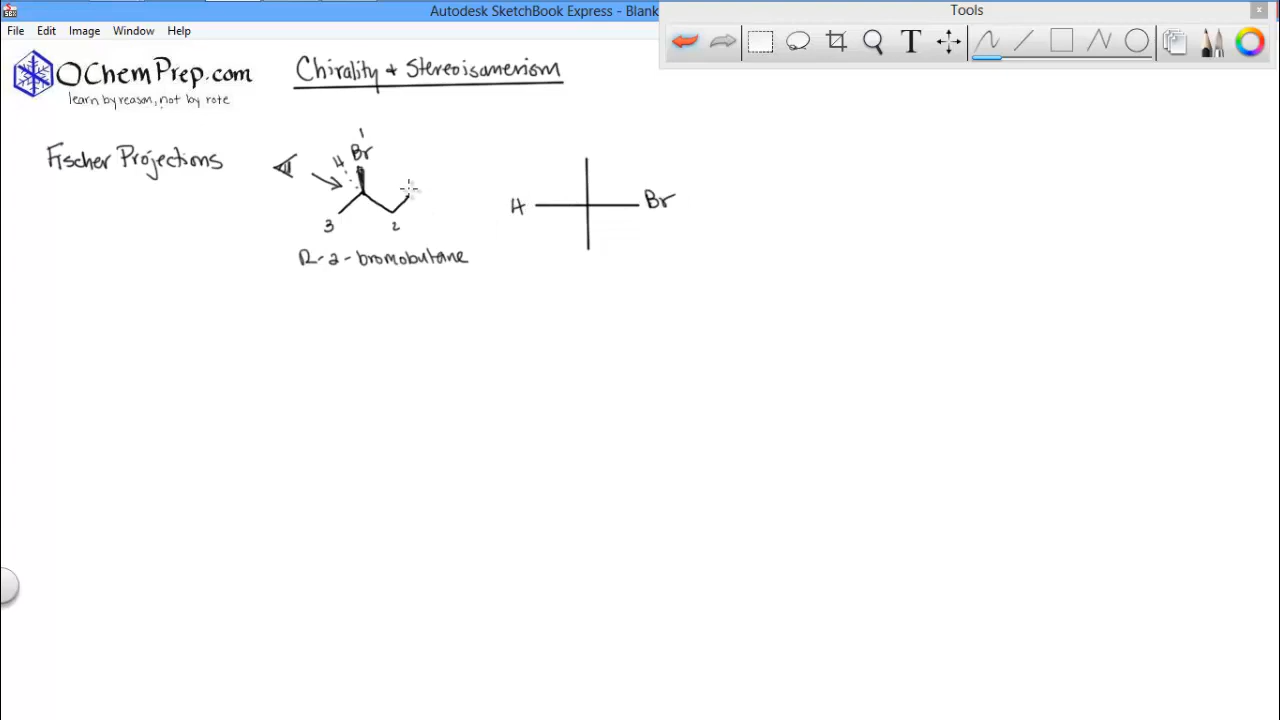 Autodesk SketchBook Express - Blank
Tools
File Edit Image Window Help
SBX
OChemPrep.com
learn by reason, not by rote
Chirality + Stereoisomerism
Fischer Projections
1
H Br
3 2
R-2-bromobutane
H Br
T